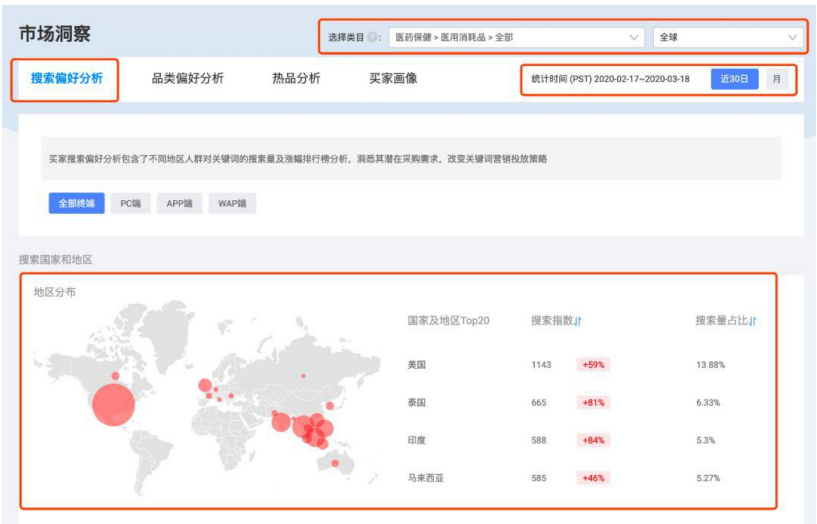 市场洞察
选择类目 ?: 医药保健 > 医用消耗品 > 全部 全球
搜索偏好分析 品类偏好分析 热品分析 买家画像 统计时间 (PST) 2020-02-17~2020-03-18 近30日 月
买家搜索偏好分析包含了不同地区人群对关键词的搜索量及涨幅排行榜分析，洞悉其潜在采购需求，改变关键词营销投放策略
全部终端 PC端 APP端 WAP端
搜索国家和地区
地区分布
国家及地区Top20 搜索指数 搜索量占比
美国 1143 +59% 13.88%
泰国 665 +81% 6.33%
印度 588 +84% 5.3%
马来西亚 585 +46% 5.27%